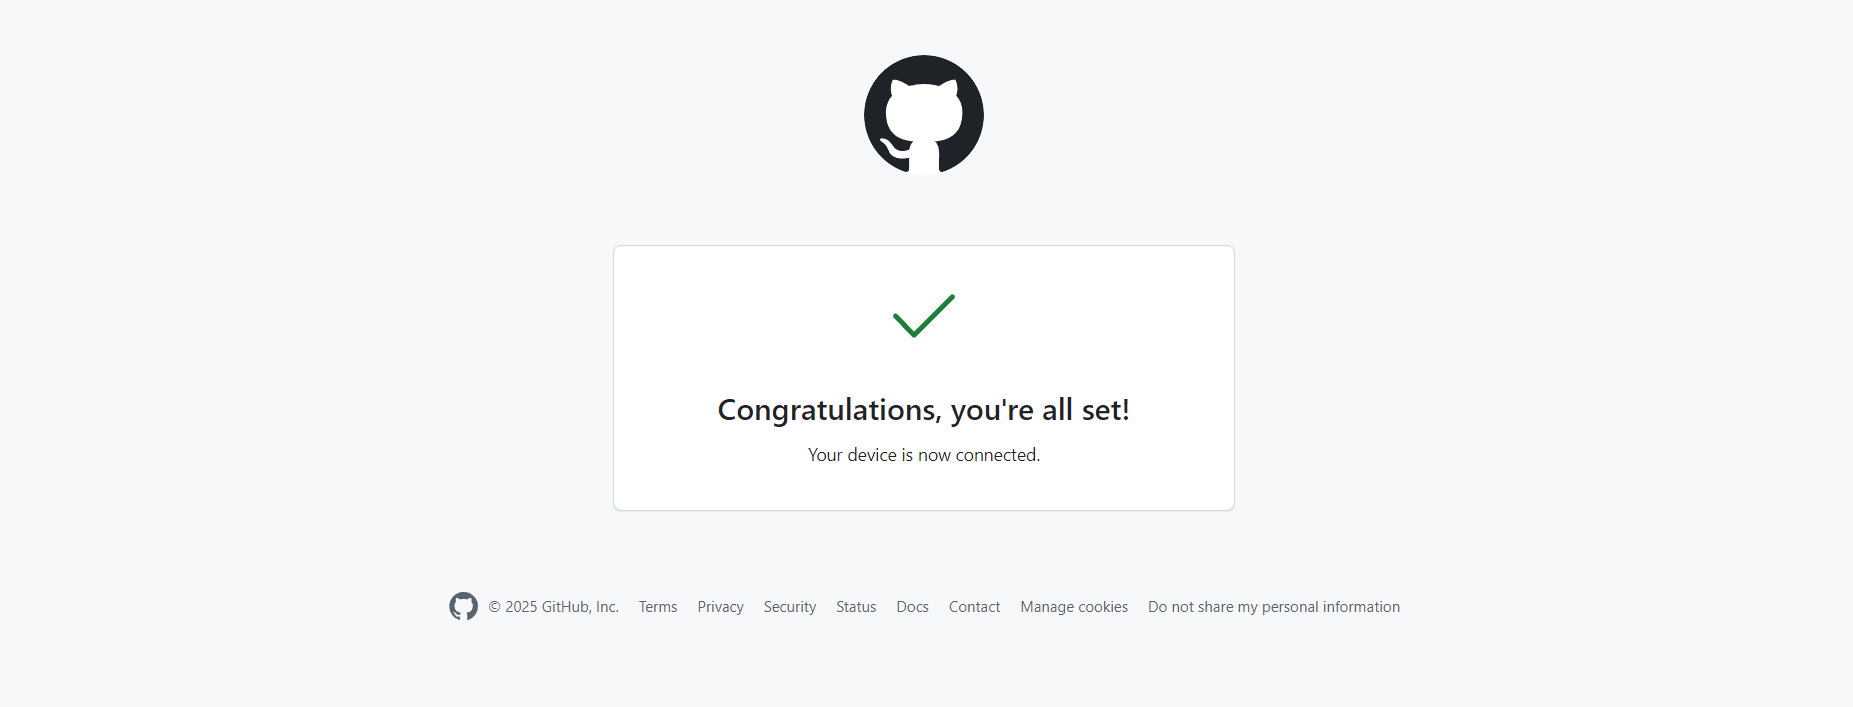 Congratulations, you're all set!
Your device is now connected.
© 2025 GitHub, Inc. Terms Privacy Security Status Docs Contact Manage cookies Do not share my personal information